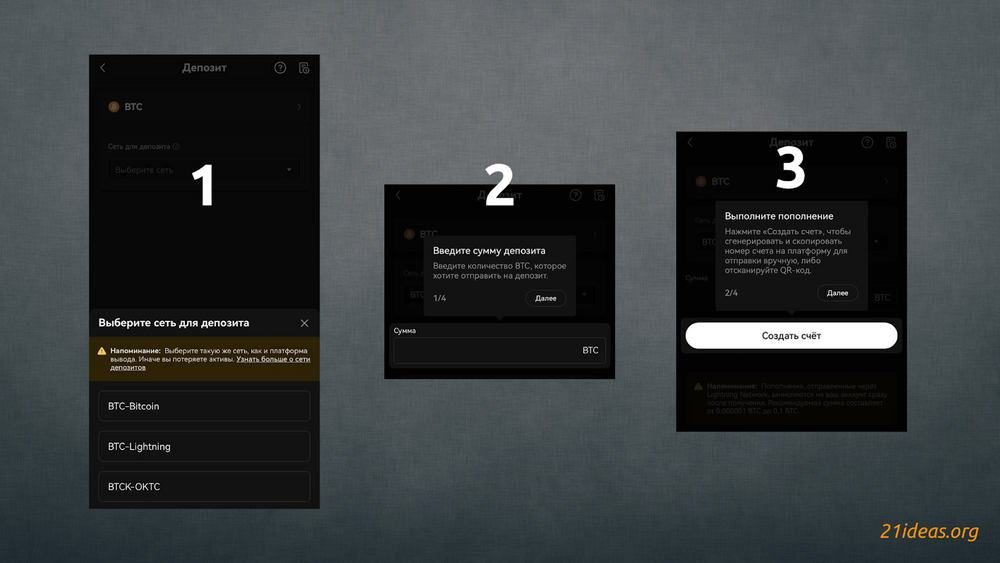 Депозит
BTC
Сеть для депозита
Выберите сеть
1
Выберите сеть для депозита
Напоминание: Выберите такую же сеть, как и платформа
вывода. Иначе вы потеряете активы. Узнать больше о сети
депозитов
BTC-Bitcoin
BTC-Lightning
BTCK-OKTC
2
Депозит
BTC
Введите сумму депозита
Введите количество BTC, которое
хотите отправить на депозит.
1/4
Далее
Сумма
BTC
3
Депозит
BTC
Выполните пополнение
Нажмите «Создать счет», чтобы
сгенерировать и скопировать
номер счета на платформу для
отправки вручную, либо
отсканируйте QR-код.
2/4
Далее
BTC
Создать счёт
Напоминание: Пополнения, отправленные через
Lightning Network, зачисляются на ваш аккаунт сразу
после получения. Рекомендуемая сумма составляет
от 0,000001 BTC до 0,1 BTC.
21ideas.org